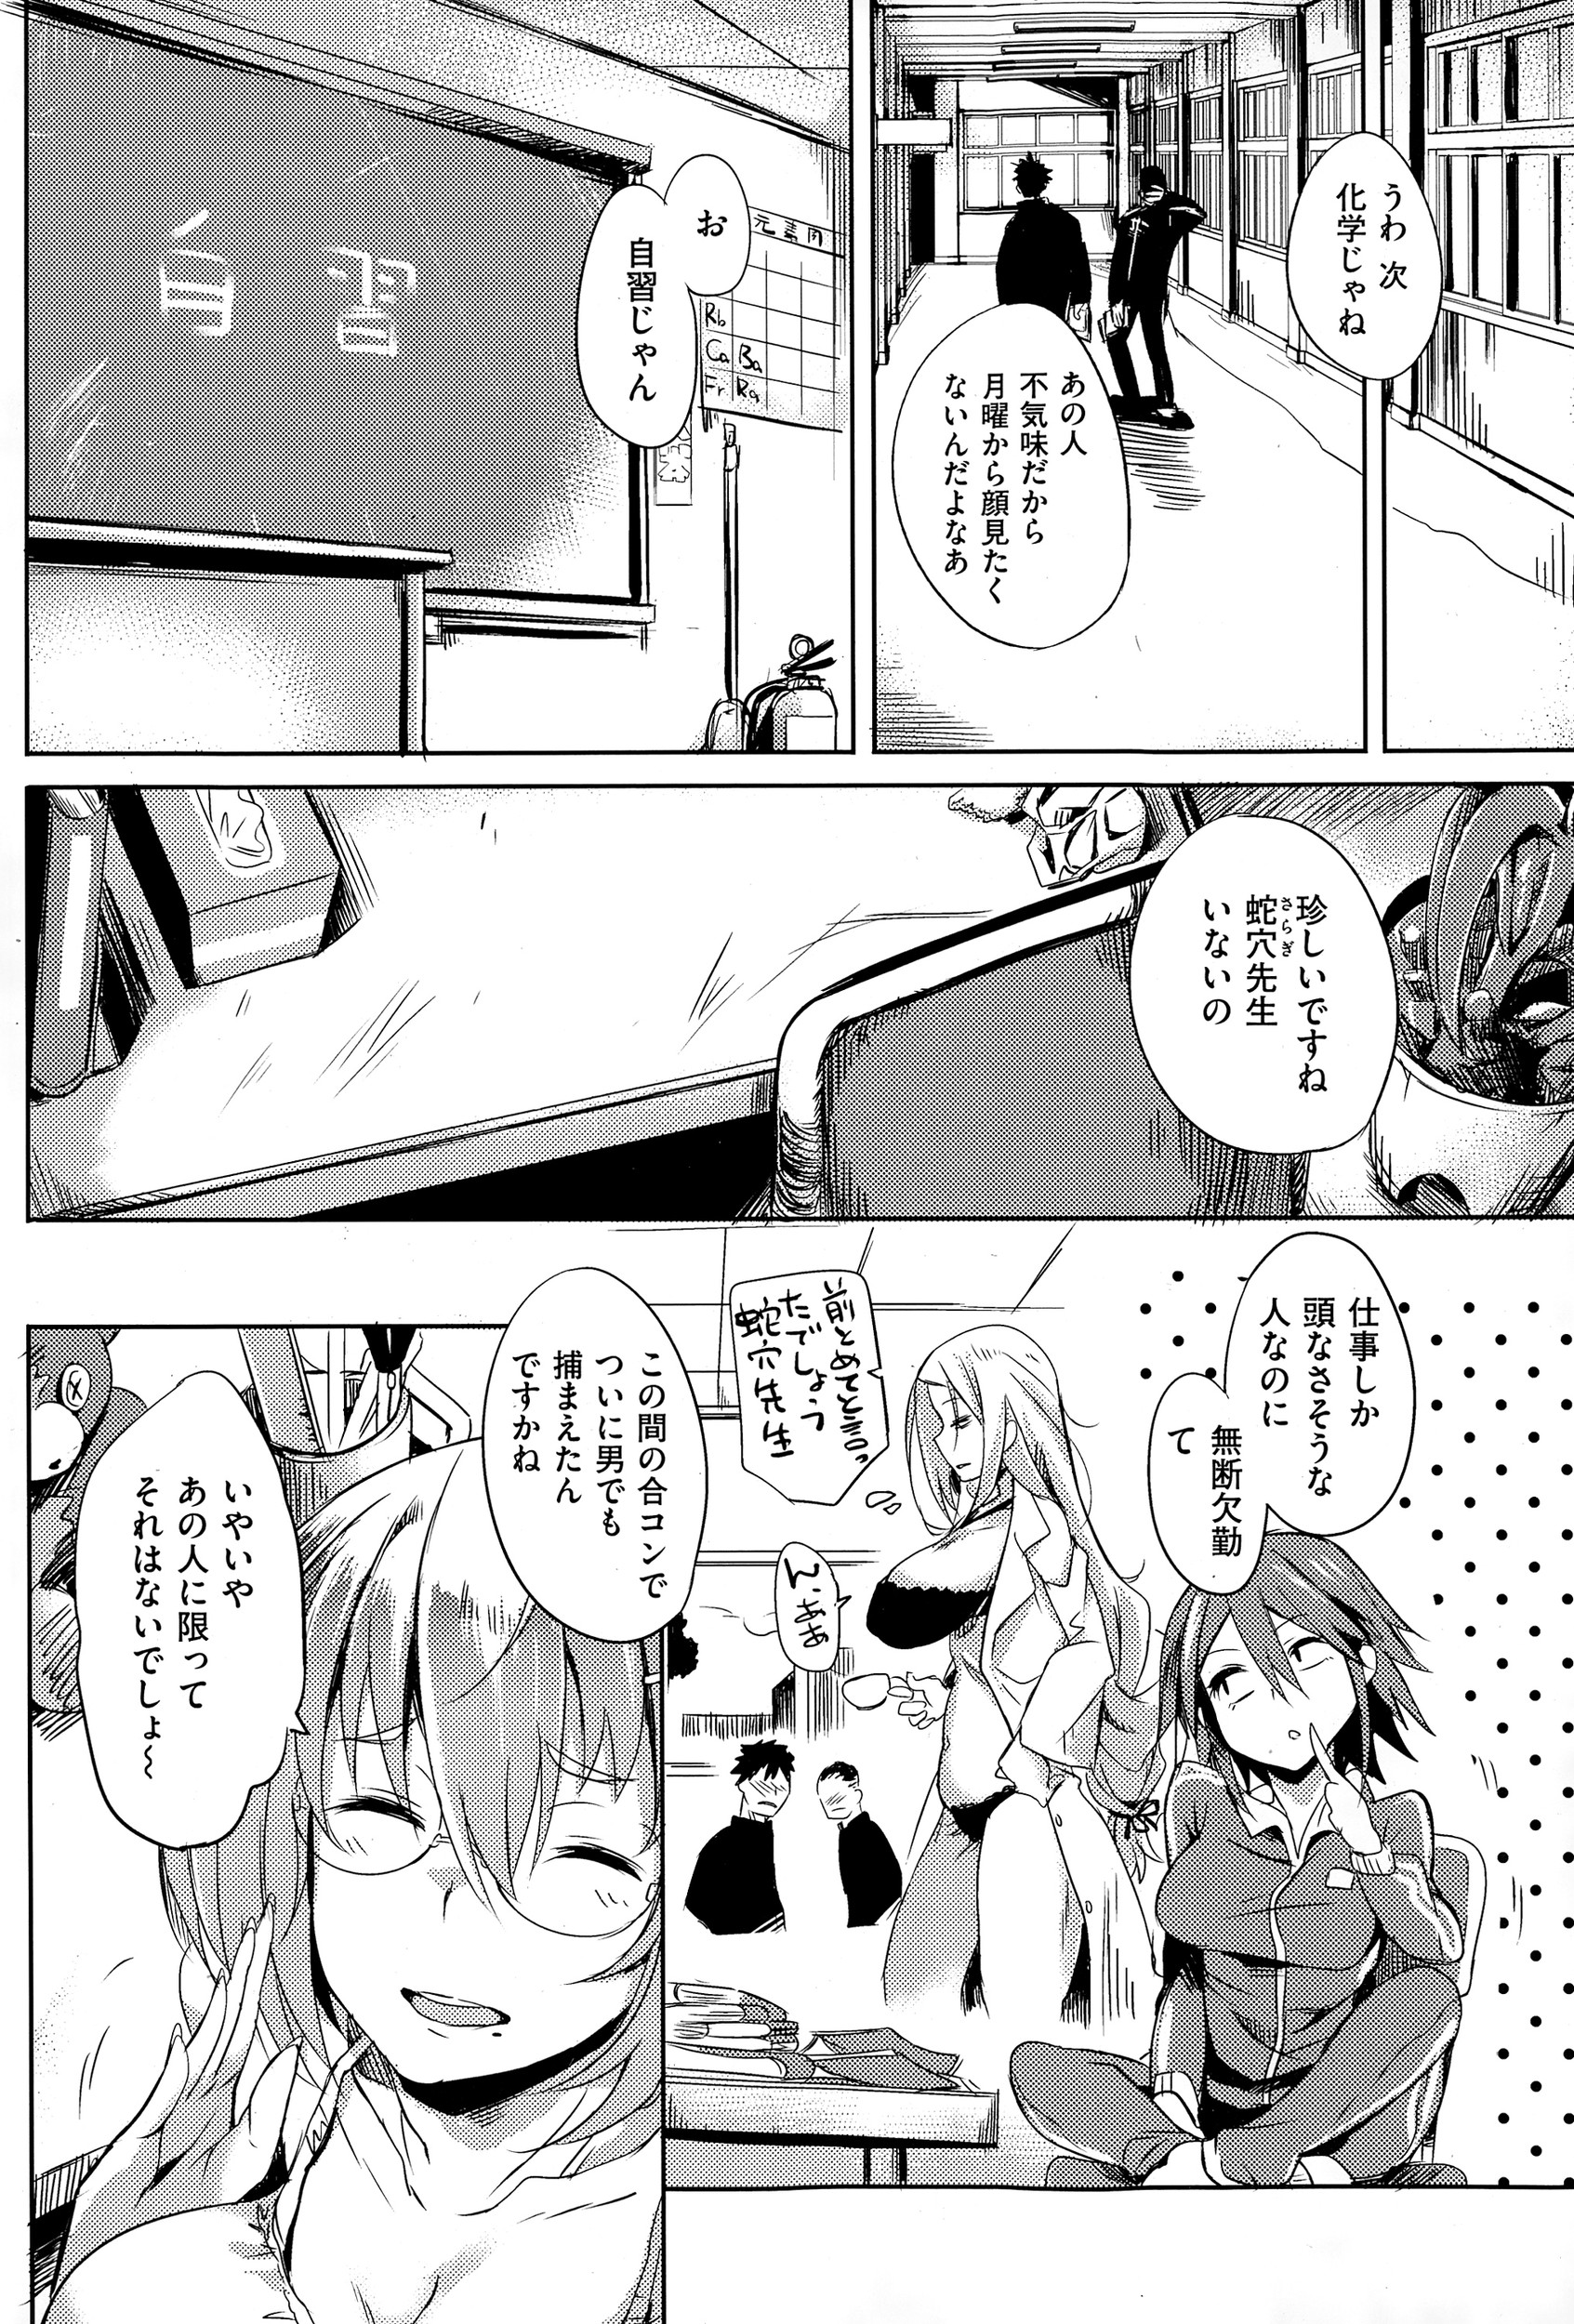 うわ 次
化学じゃね
あの人
不気味だから
月曜から顔見たく
ないんだよなあ
お
自習じゃん
自習
元素周
Rb
Ca Ba
Fr Ra
珍しいですね
蛇穴先生
さらぎ
いないの
仕事しか
頭なさそうな
人なのに
無断欠勤
て
前とめてと言っ
たでしょう
蛇穴先生
ん、ああ
この間の合コンで
ついに男でも
捕まえたん
ですかね
いやいや
あの人に限って
それはないでしょ〜